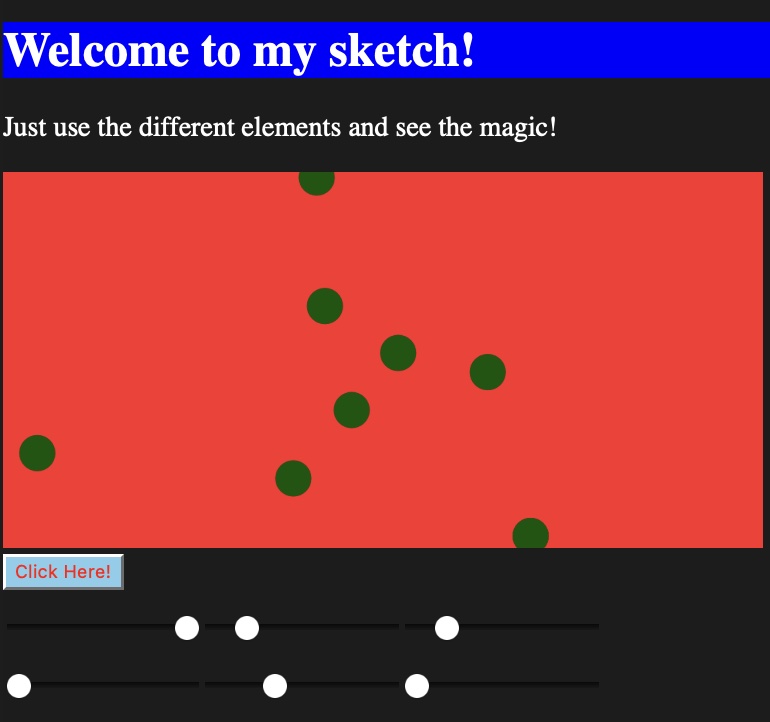 Welcome to my sketch!
Just use the different elements and see the magic!
Click Here!